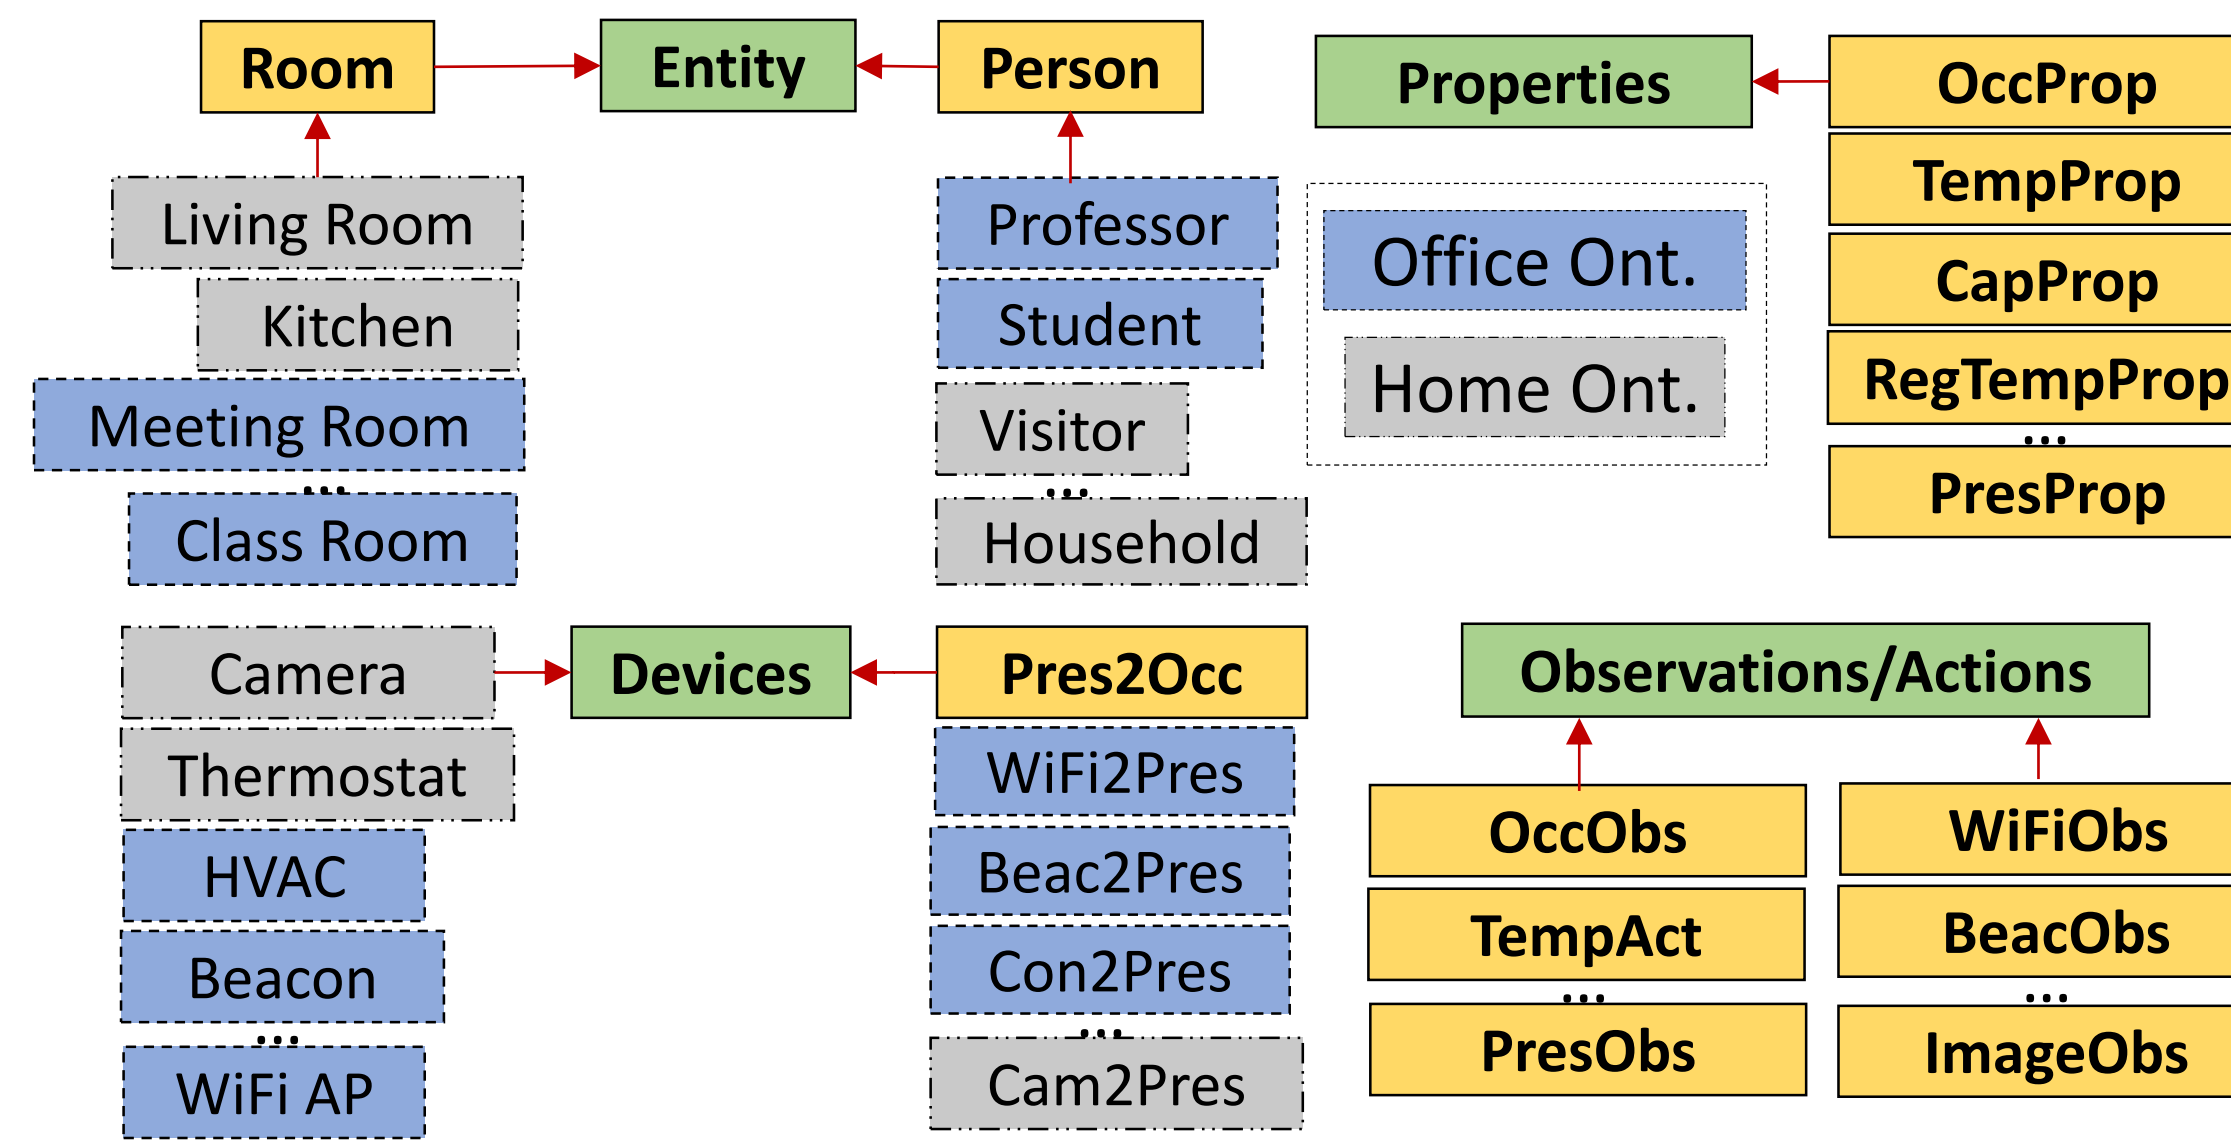 Room
Entity
Person
Properties
OccProp
TempProp
CapProp
RegTempProp
...
PresProp
Living Room
Kitchen
Meeting Room
...
Class Room
Professor
Student
Visitor
...
Household
Office Ont.
Home Ont.
Camera
Thermostat
HVAC
Beacon
...
WiFi AP
Devices
Pres2Occ
WiFi2Pres
Beac2Pres
Con2Pres
...
Cam2Pres
Observations/Actions
OccObs
TempAct
...
PresObs
WiFiObs
BeacObs
...
ImageObs